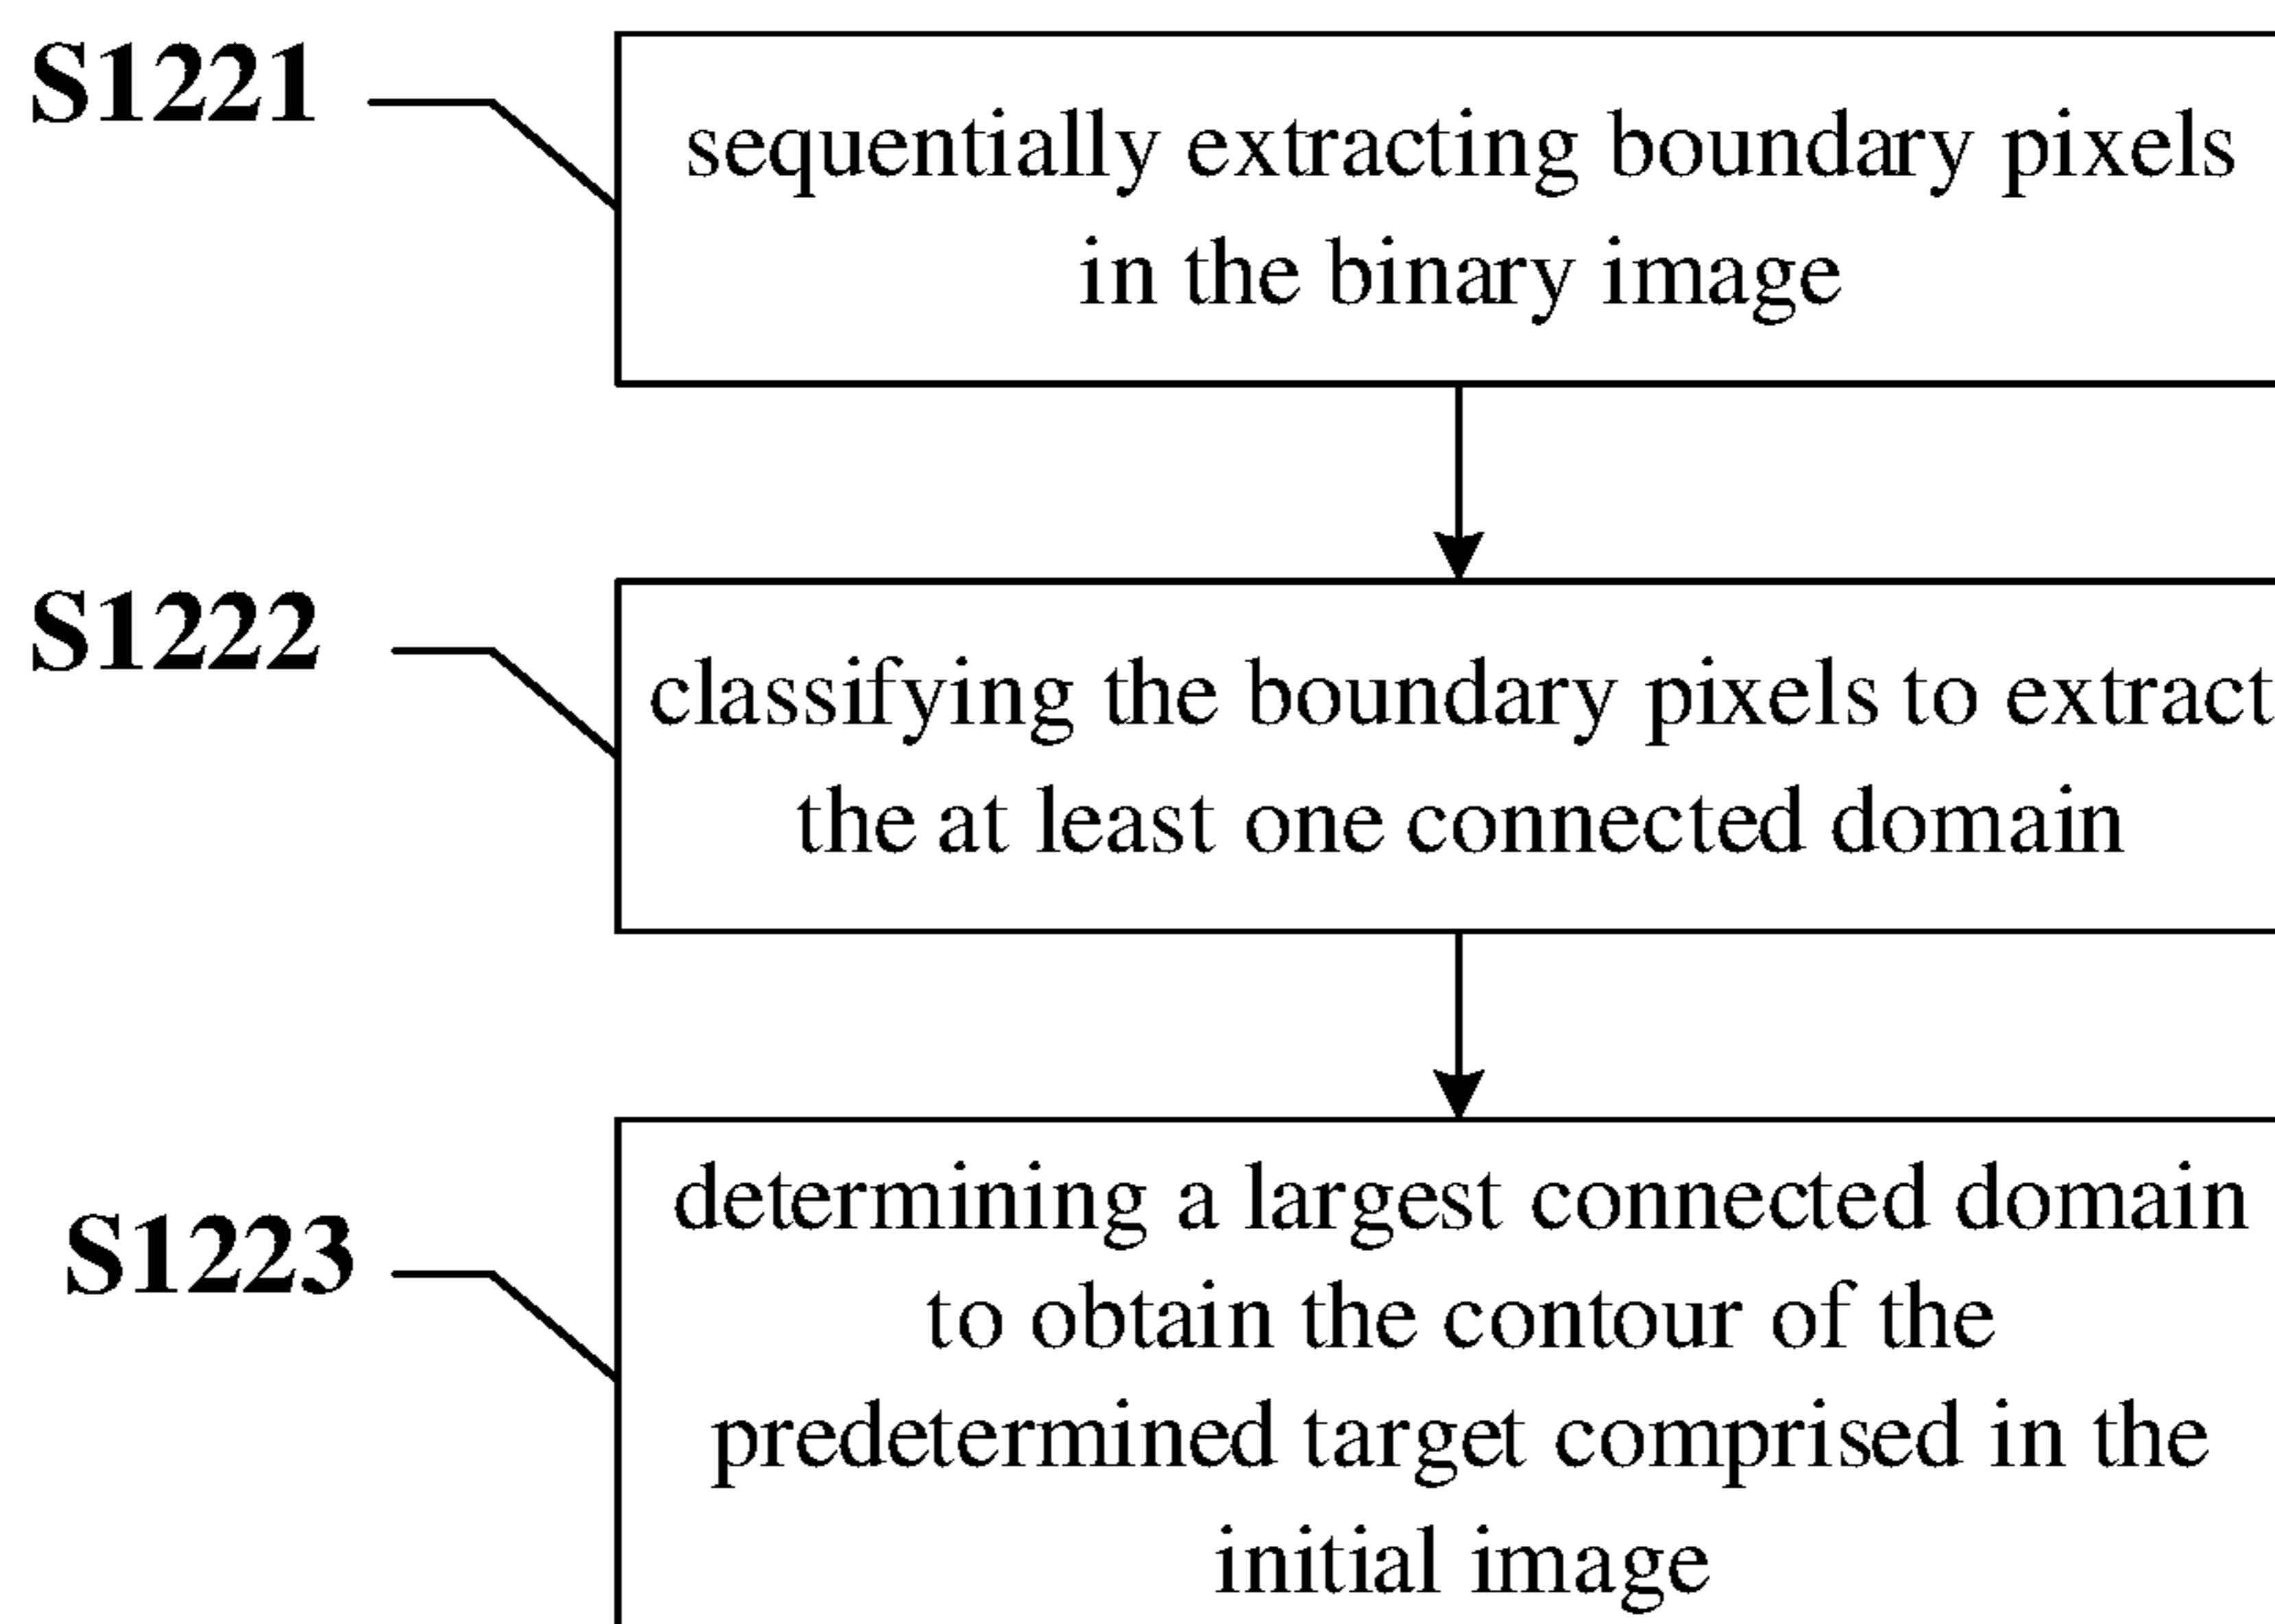 S1221
sequentially extracting boundary pixels
in the binary image
S1222
classifying the boundary pixels to extract
the at least one connected domain
S1223
determining a largest connected domain
to obtain the contour of the
predetermined target comprised in the
initial image